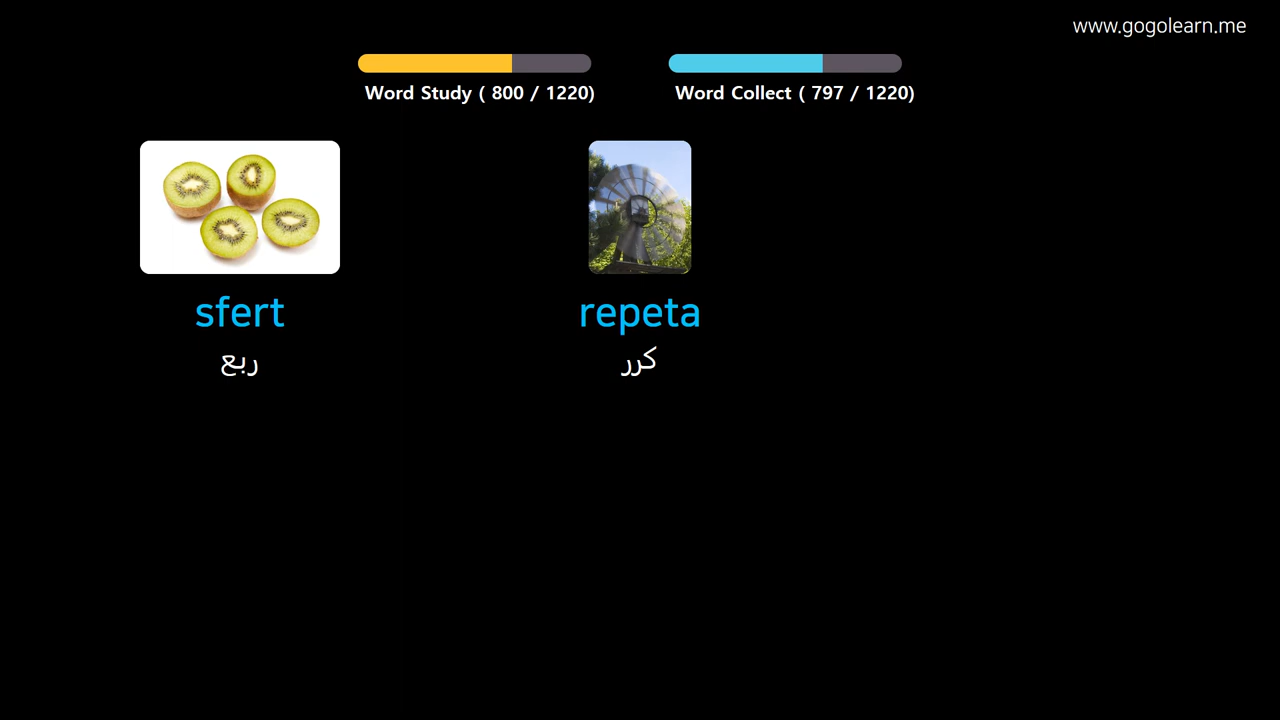 www.gogolearn.me
Word Study ( 800 / 1220)
Word Collect ( 797 / 1220)
sfert
ربع
repeta
كرر